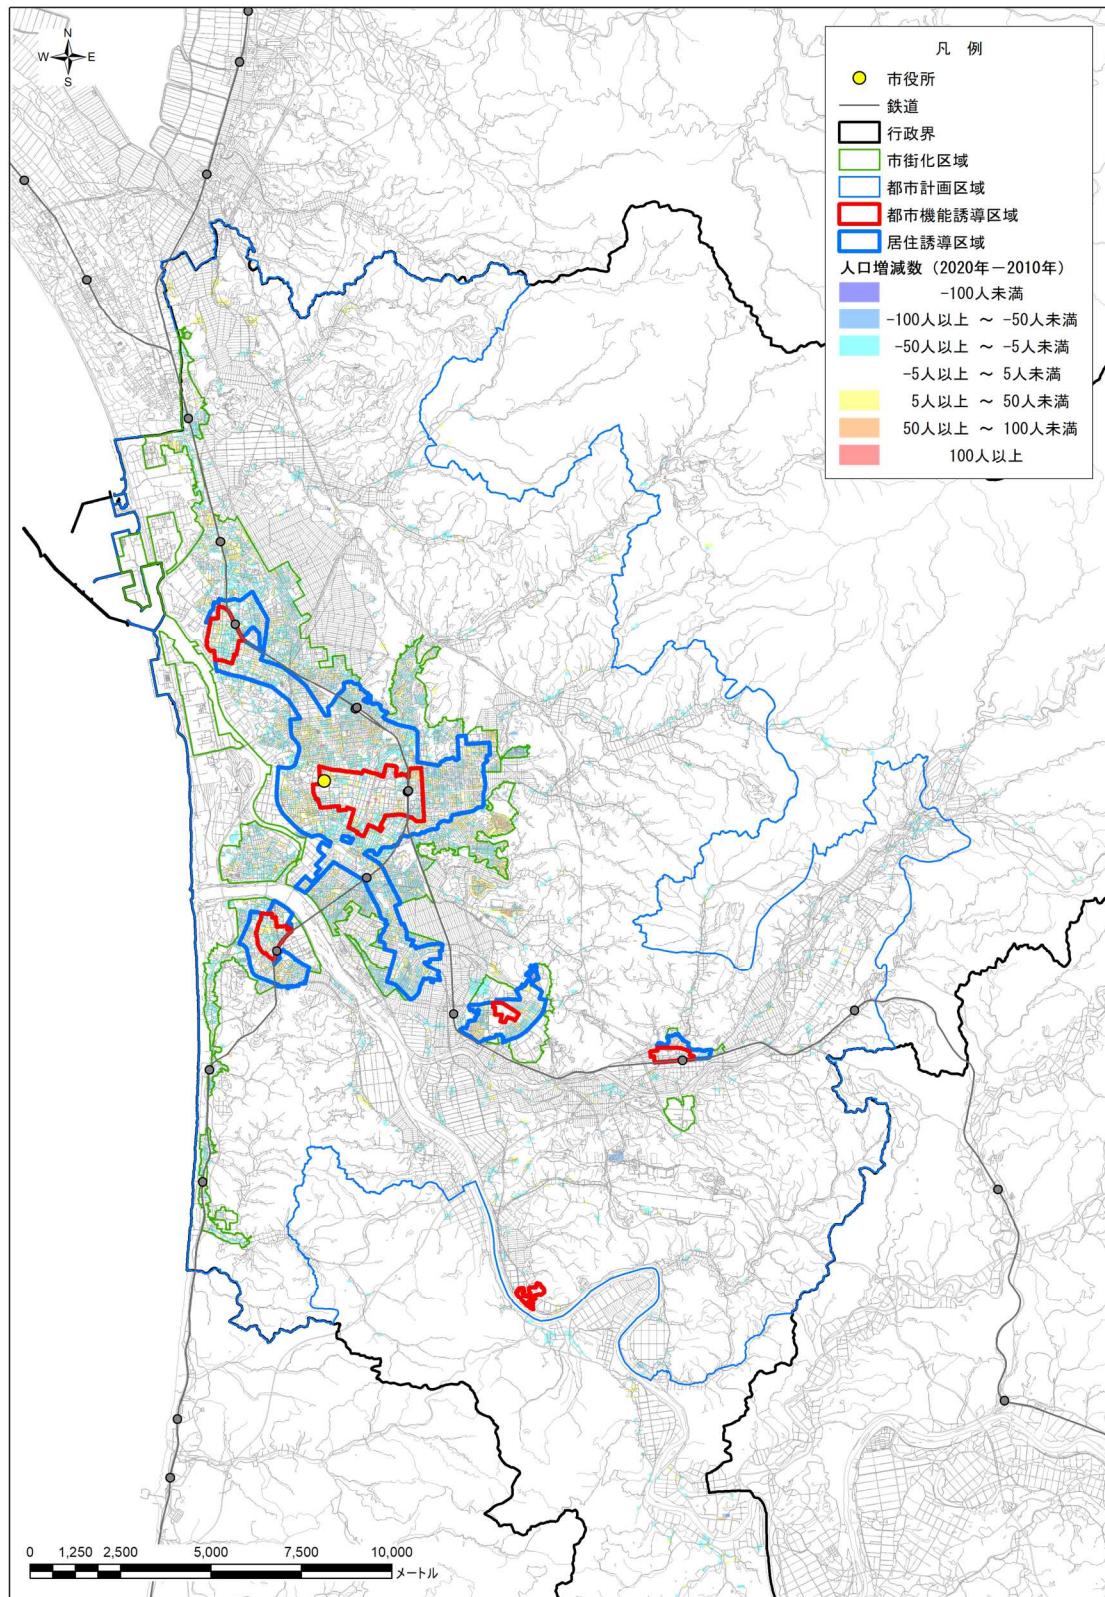 N
W E
S
凡 例
市役所
鉄道
行政界
市街化区域
都市計画区域
都市機能誘導区域
居住誘導区域
人口増減数（2020年－2010年）
-100人未満
-100人以上 ～ -50人未満
-50人以上 ～ -5人未満
-5人以上 ～ 5人未満
5人以上 ～ 50人未満
50人以上 ～ 100人未満
100人以上
0 1,250 2,500 5,000 7,500 10,000
メートル